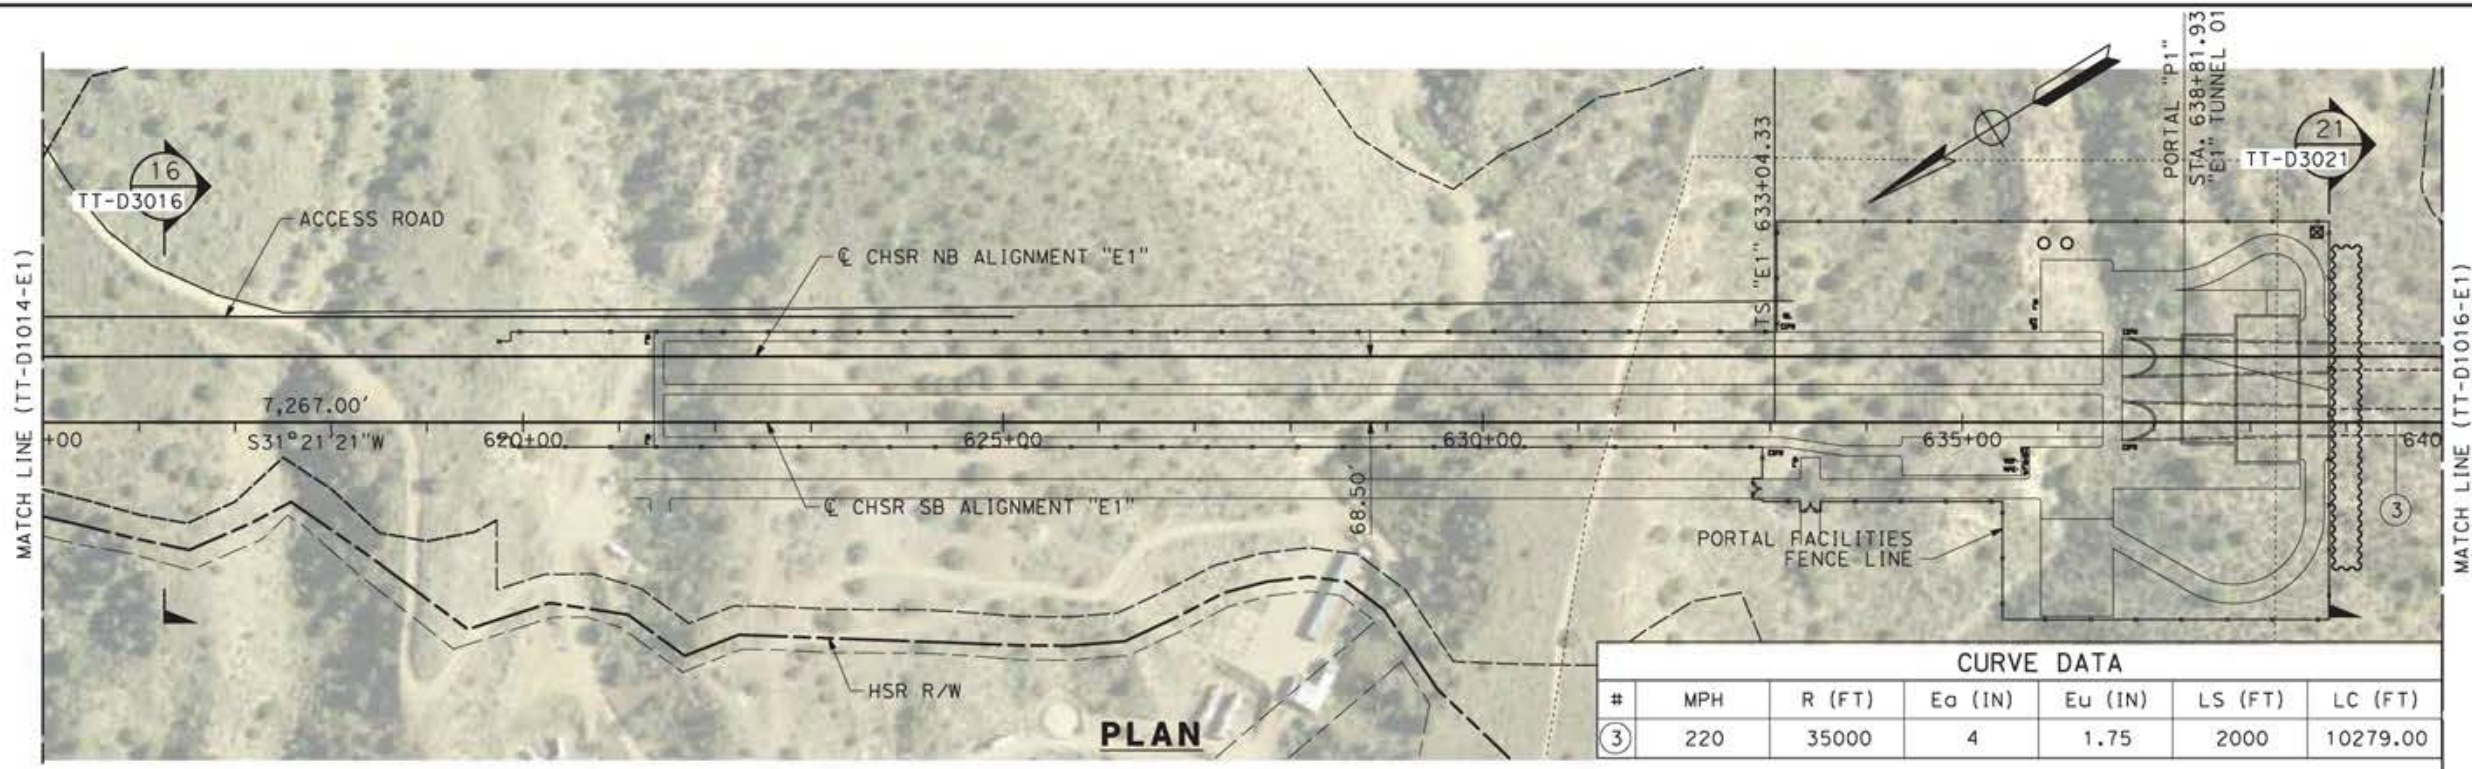 PORTAL "P1"
STA. 638+81.93
"E1" TUNNEL 01
16
TT-D3016
21
TT-D3021
TS "E1" 633+04.33
ACCESS ROAD
℄ CHSR NB ALIGNMENT "E1"
MATCH LINE (TT-D1014-E1)
MATCH LINE (TT-D1016-E1)
7,267.00'
S31°21'21"W
+00
620+00
625+00
630+00
635+00
640
℄ CHSR SB ALIGNMENT "E1"
68.50'
3
PORTAL FACILITIES
FENCE LINE
HSR R/W
PLAN
CURVE DATA
# MPH R (FT) Ea (IN) Eu (IN) LS (FT) LC (FT)
3 220 35000 4 1.75 2000 10279.00